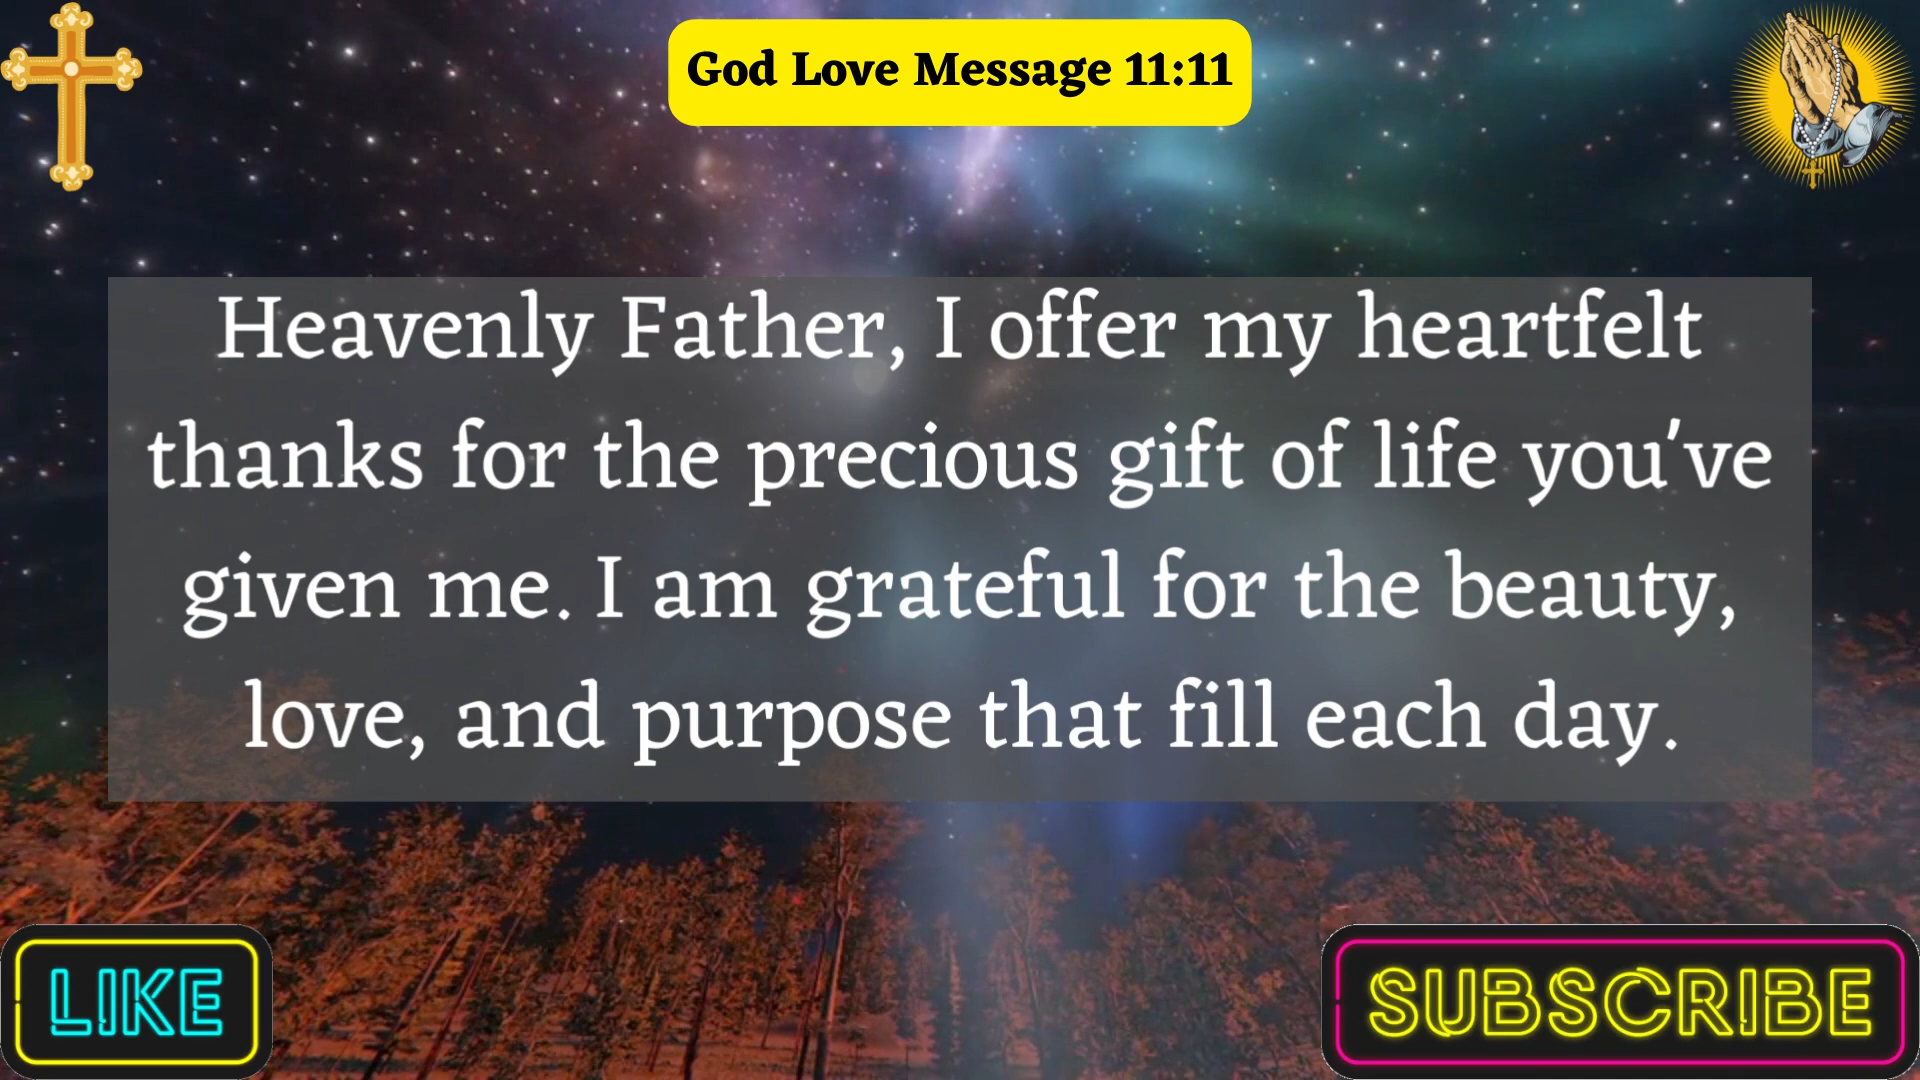 God Love Message 11:11
Heavenly Father, I offer my heartfelt
thanks for the precious gift of life you've
given me. I am grateful for the beauty,
love, and purpose that fill each day.
LIKE
SUBSCRIBE